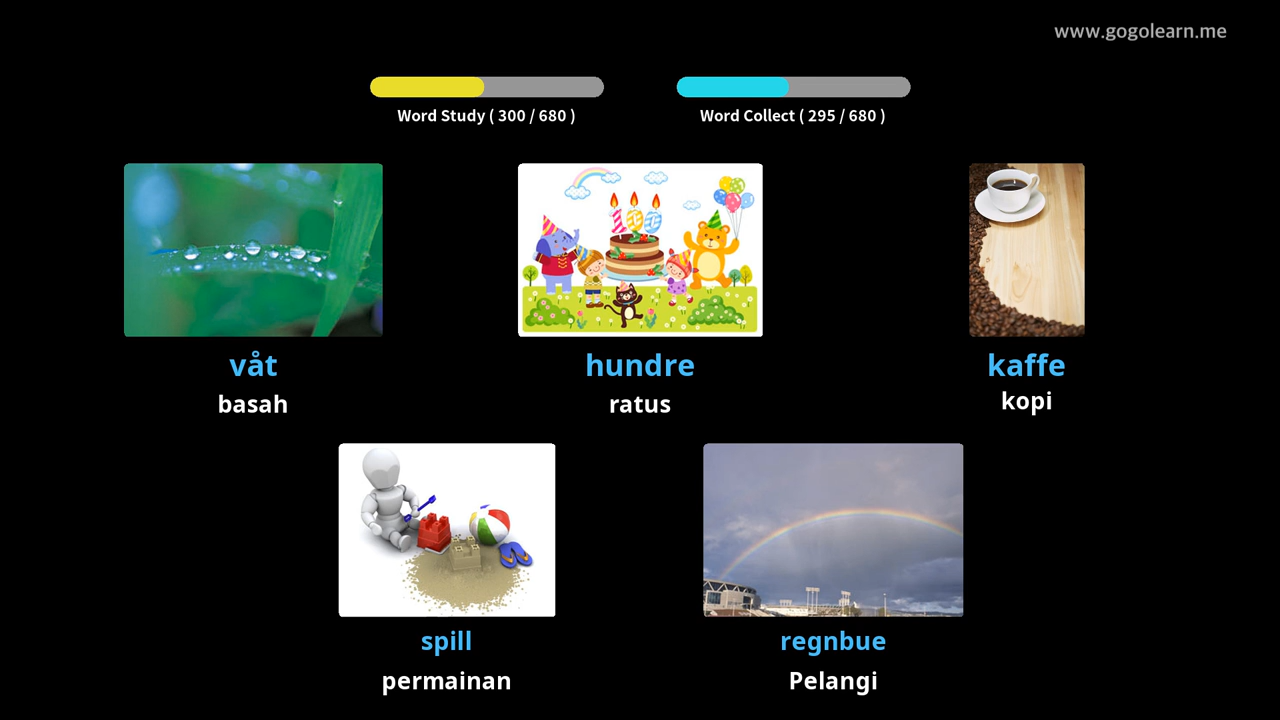 www.gogolearn.me
Word Study ( 300 / 680 )
Word Collect ( 295 / 680 )
våt
basah
hundre
ratus
kaffe
kopi
spill
permainan
regnbue
Pelangi